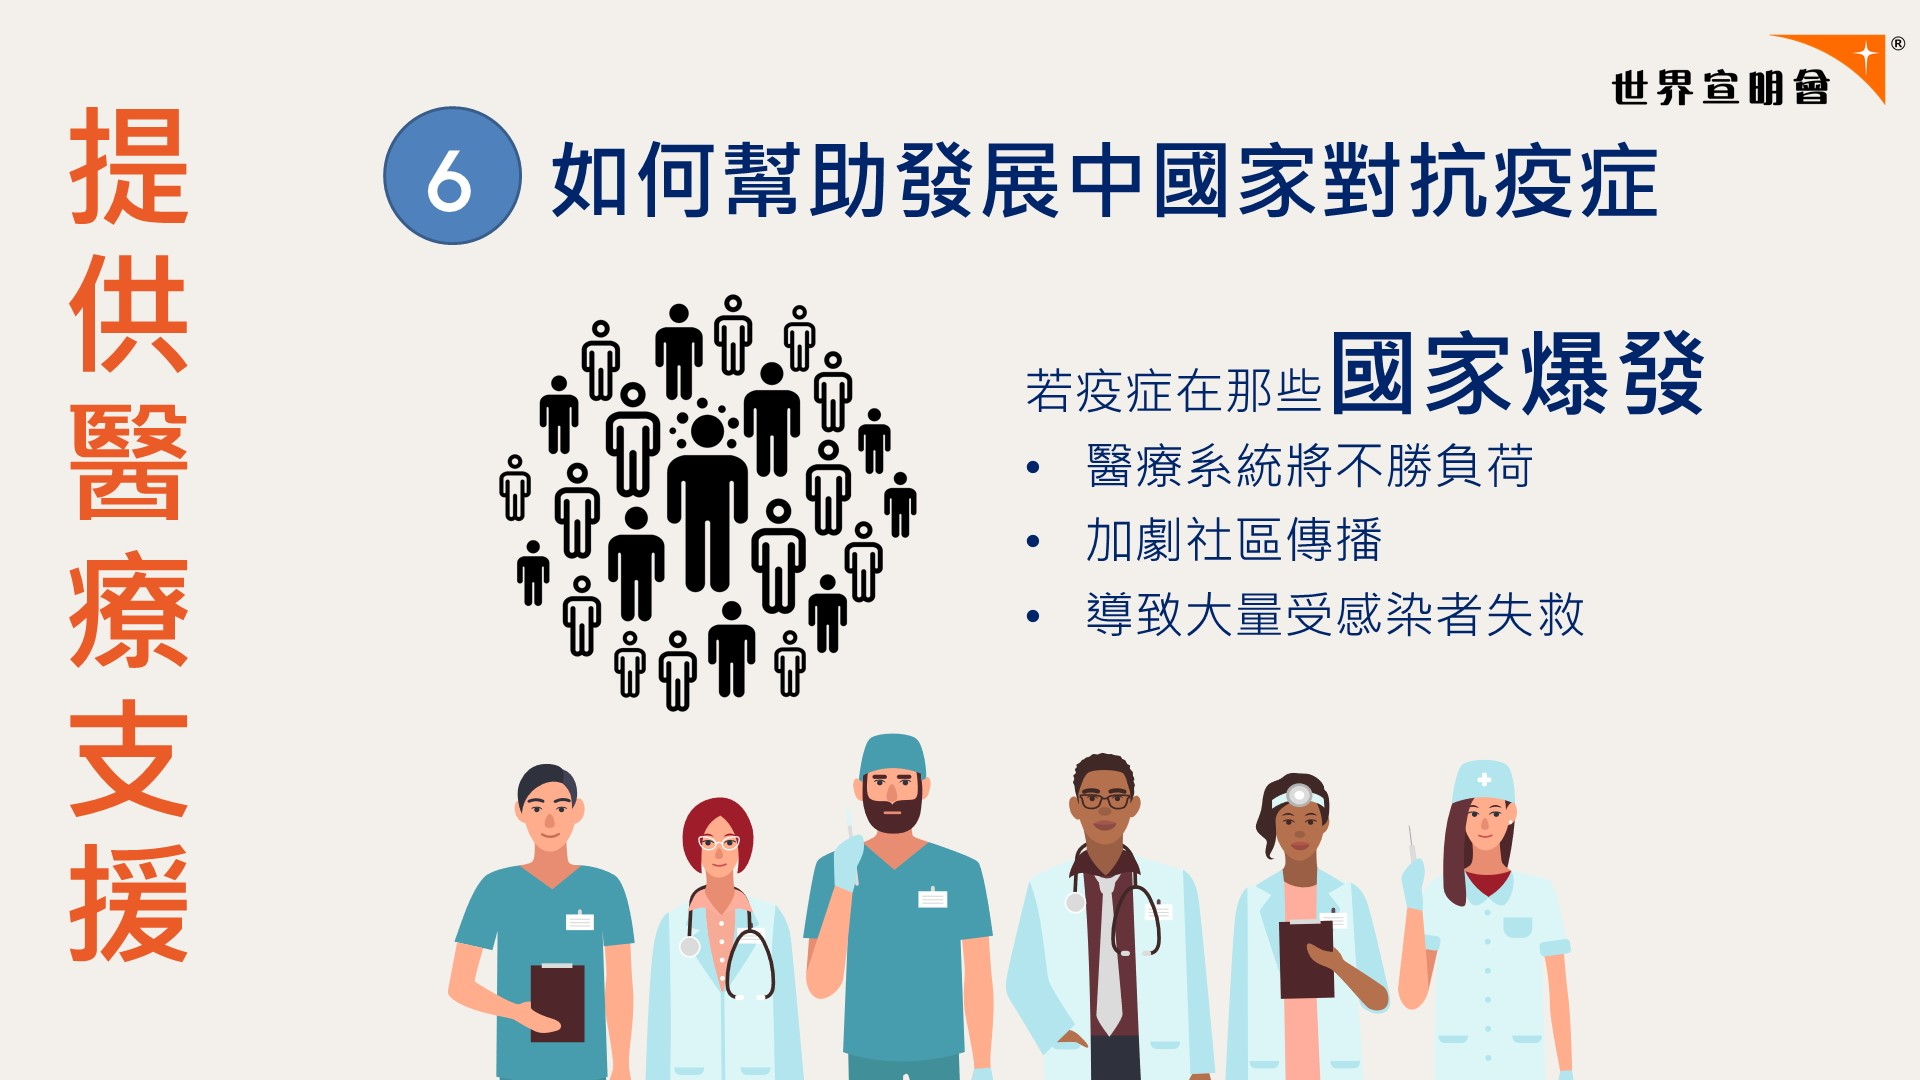 世界宣明會®
提供醫療支援
6 如何幫助發展中國家對抗疫症
若疫症在那些國家爆發
• 醫療系統將不勝負荷
• 加劇社區傳播
• 導致大量受感染者失救